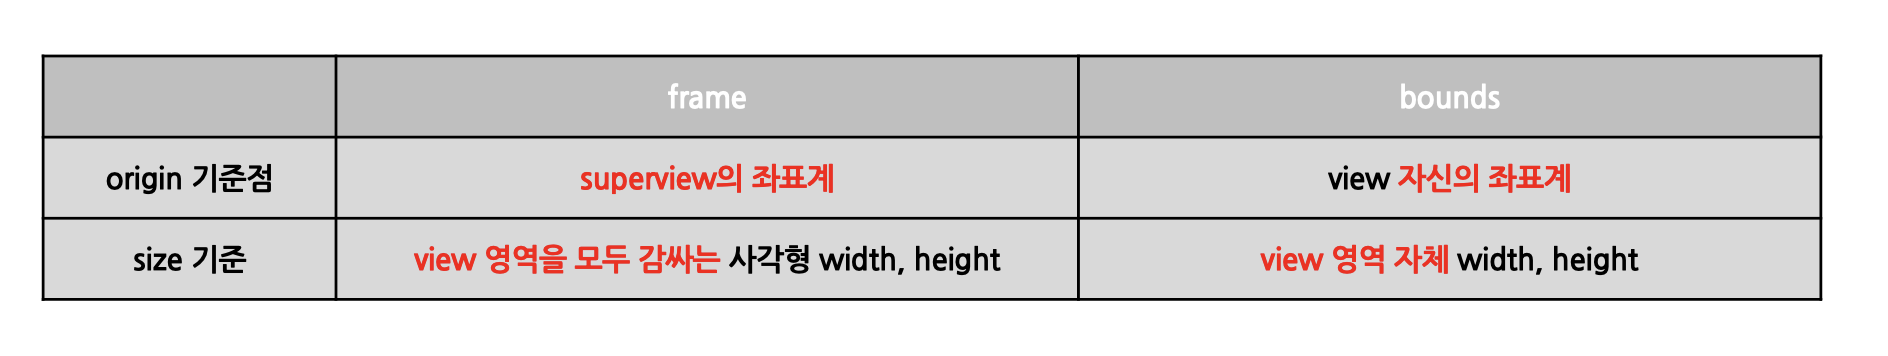 frame bounds
origin 기준점 superview의 좌표계 view 자신의 좌표계
size 기준 view 영역을 모두 감싸는 사각형 width, height view 영역 자체 width, height